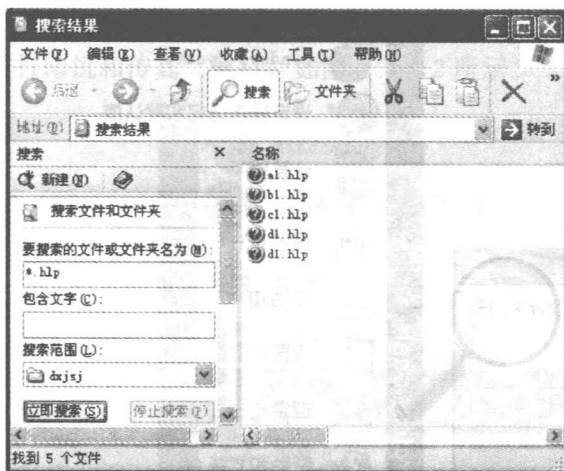 搜索结果
文件(F) 编辑(E) 查看(V) 收藏(A) 工具(T) 帮助(H)
后退 搜索 文件夹 »
地址(D) 搜索结果 转到
搜索 × 名称
新建(N)
搜索文件和文件夹
要搜索的文件或文件夹名为(M):
*.hlp
包含文字(C):
搜索范围(L):
dxjsj
立即搜索(S) 停止搜索(T)
a1.hlp
b1.hlp
c1.hlp
d1.hlp
d1.hlp
找到 5 个文件